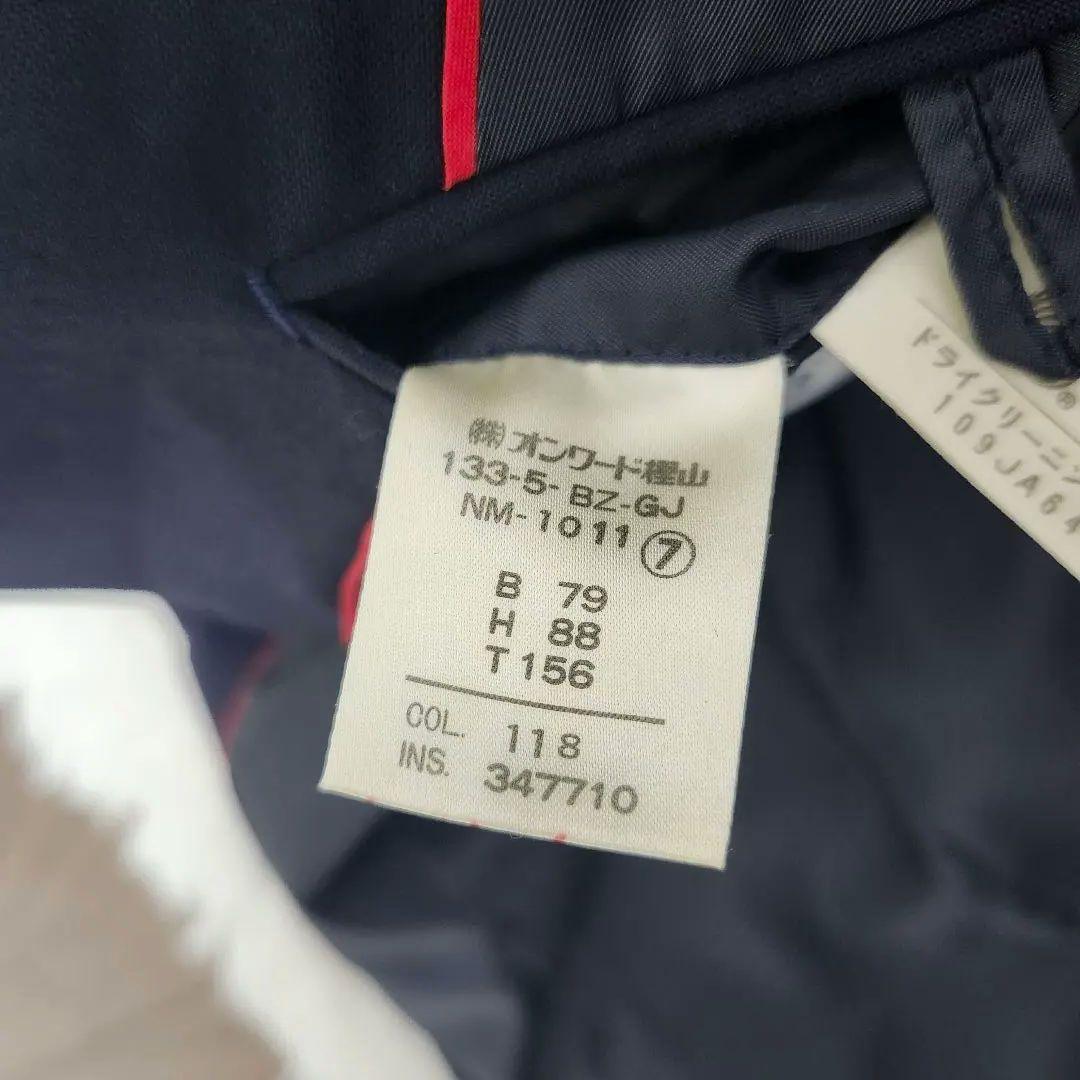 ㈱オンワード樫山
133-5-BZ-GJ
NM-1011 ⑦
B 79
H 88
T 156
COL. 118
INS. 347710
ドライクリーニン
109JA64